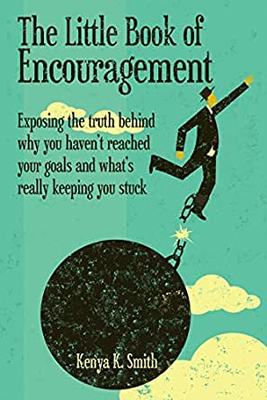 The Little Book of
Encouragement
Exposing the truth behind
why you haven't reached
your goals and what's
really keeping you stuck
Kenya K. Smith